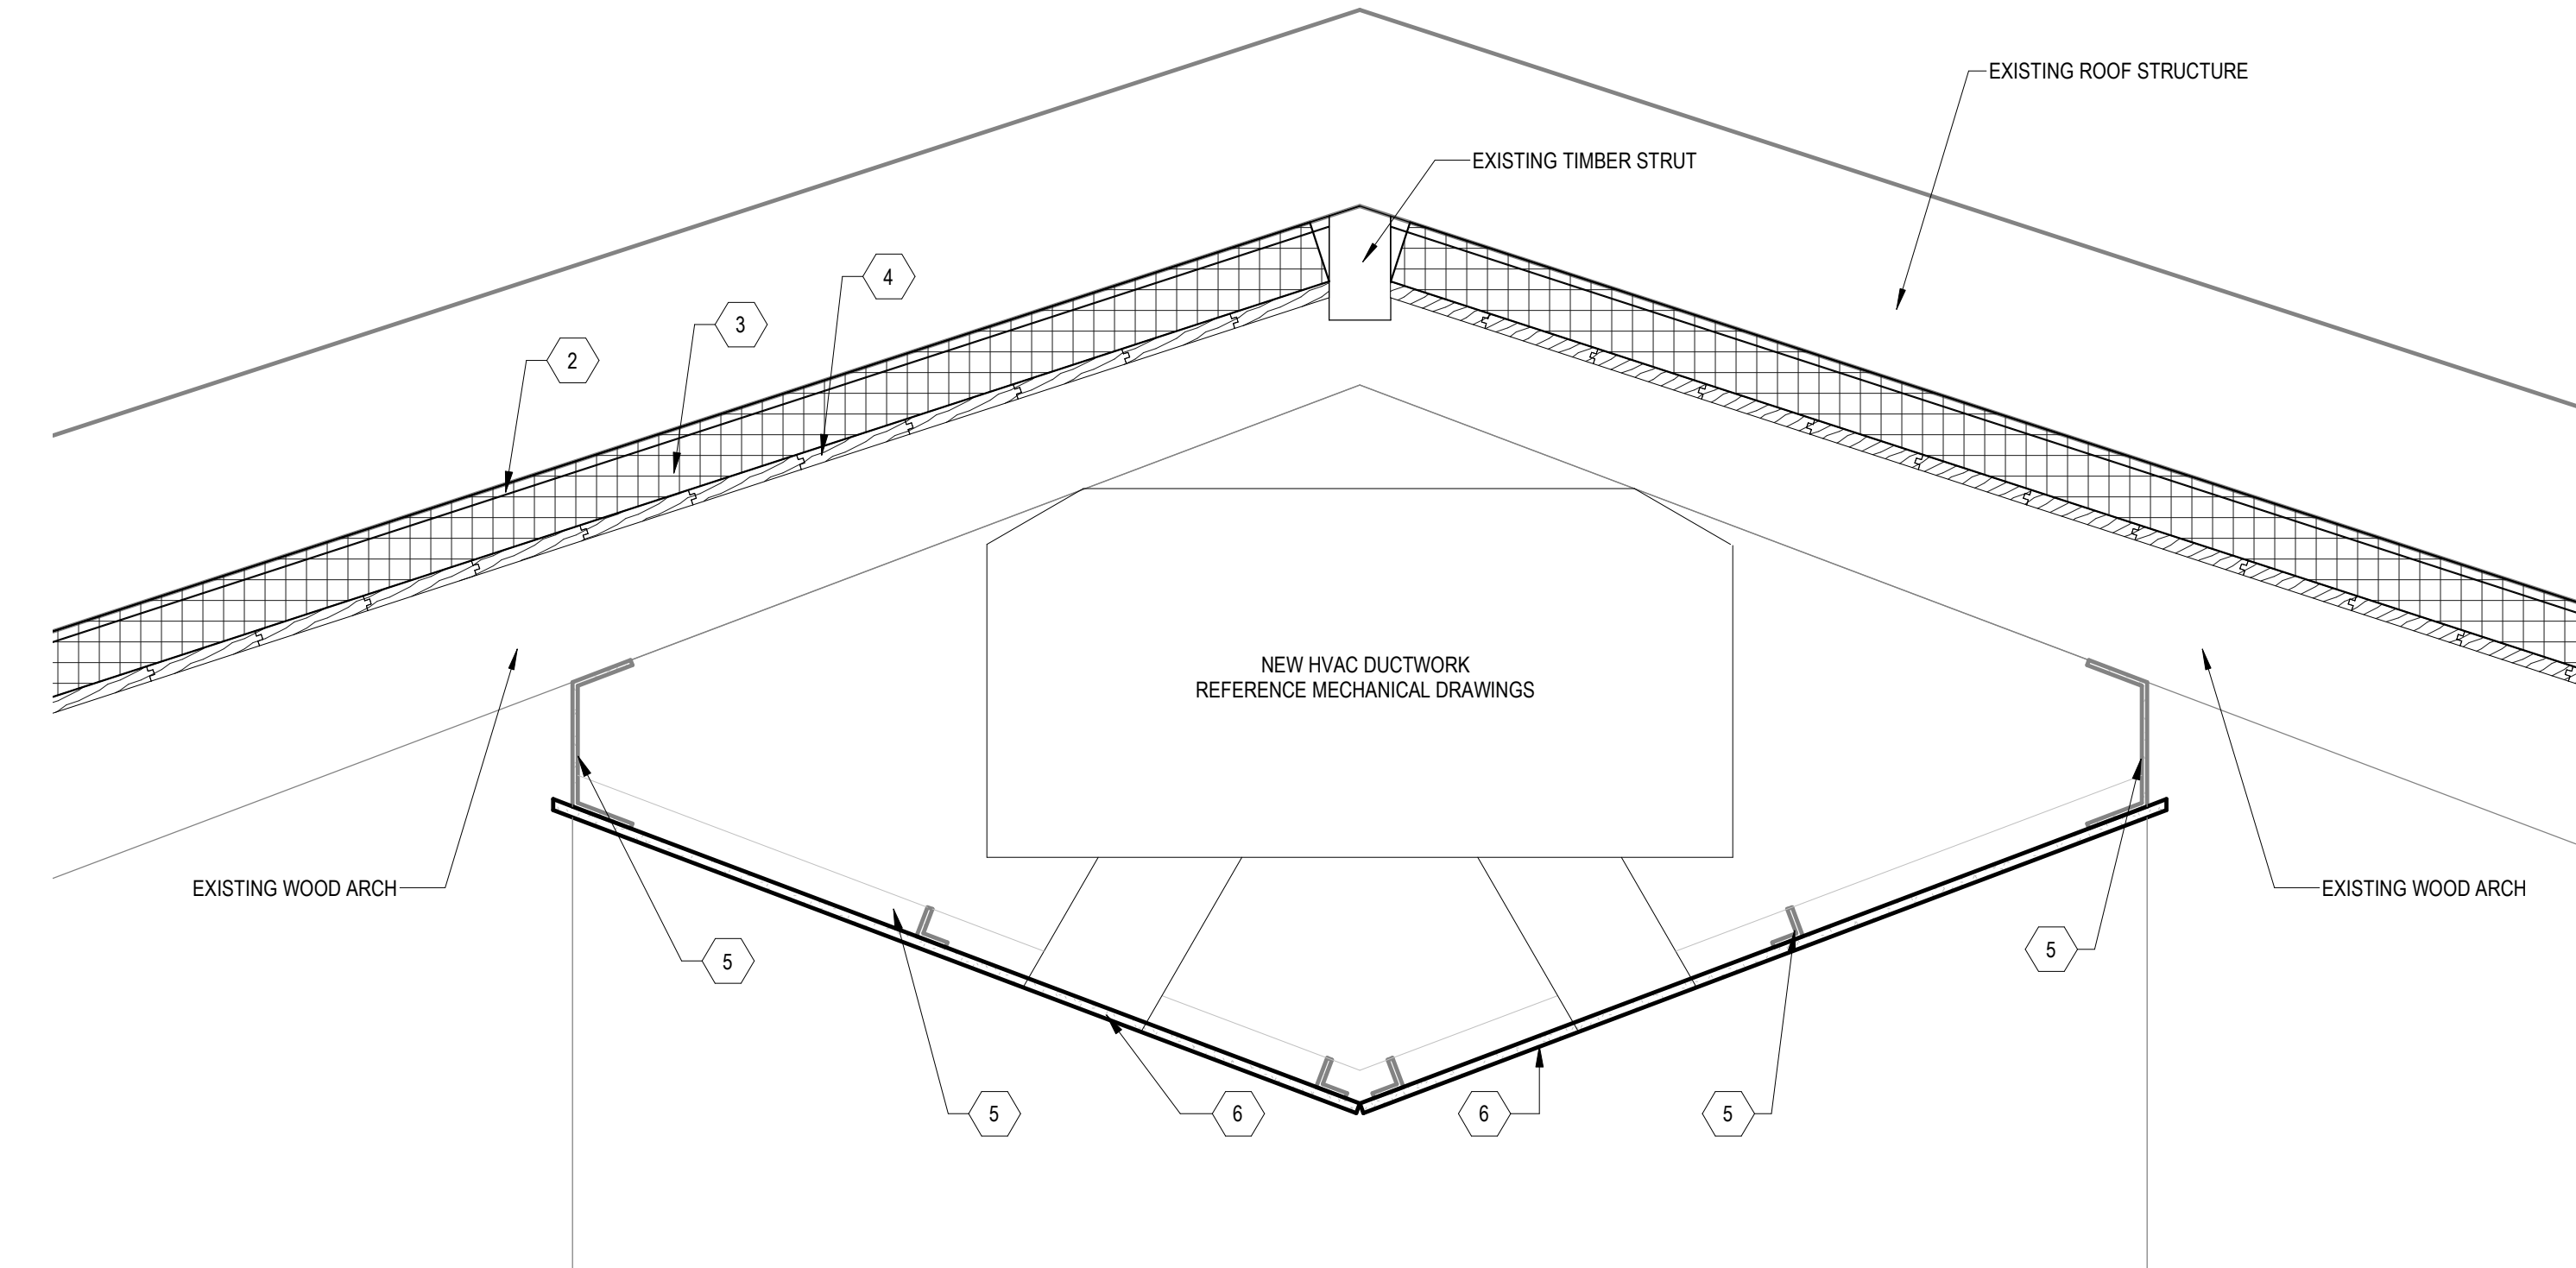 EXISTING ROOF STRUCTURE
EXISTING TIMBER STRUT
4
3
2
NEW HVAC DUCTWORK
REFERENCE MECHANICAL DRAWINGS
EXISTING WOOD ARCH
EXISTING WOOD ARCH
5
5
5
6
6
5